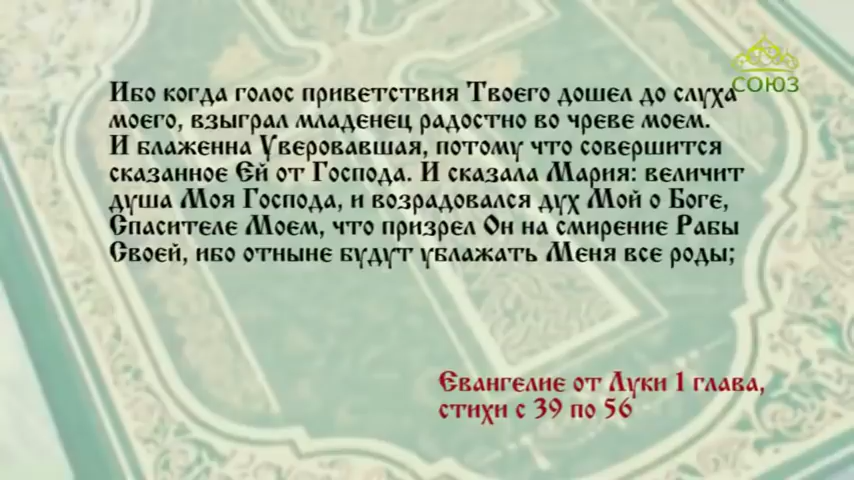 СОЮЗ
Ибо когда голос приветствия Твоего дошел до слуха
моего, взыграл младенец радостно во чреве моем.
И блаженна Уверовавшая, потому что совершится
сказанное Ей от Господа. И сказала Мария: величит
душа Моя Господа, и возрадовался дух Мой о Боге,
Спасителе Моем, что призрел Он на смирение Рабы
Своей, ибо отныне будут ублажать Меня все роды;
Евангелие от Луки 1 глава,
стихи с 39 по 56